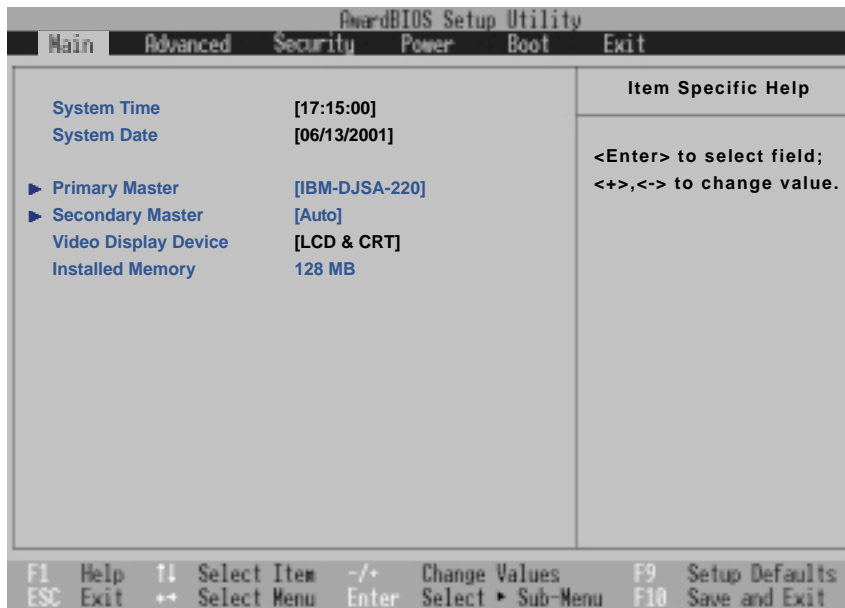 AwardBIOS Setup Utility
Main Advanced Security Power Boot Exit
Item Specific Help
System Time [17:15:00]
System Date [06/13/2001]
<Enter> to select field;
<+>,<-> to change value.
▶ Primary Master [IBM-DJSA-220]
▶ Secondary Master [Auto]
Video Display Device [LCD & CRT]
Installed Memory 128 MB
F1 Help ↑↓ Select Item -/+ Change Values F9 Setup Defaults
ESC Exit ←→ Select Menu Enter Select ▶ Sub-Menu F10 Save and Exit